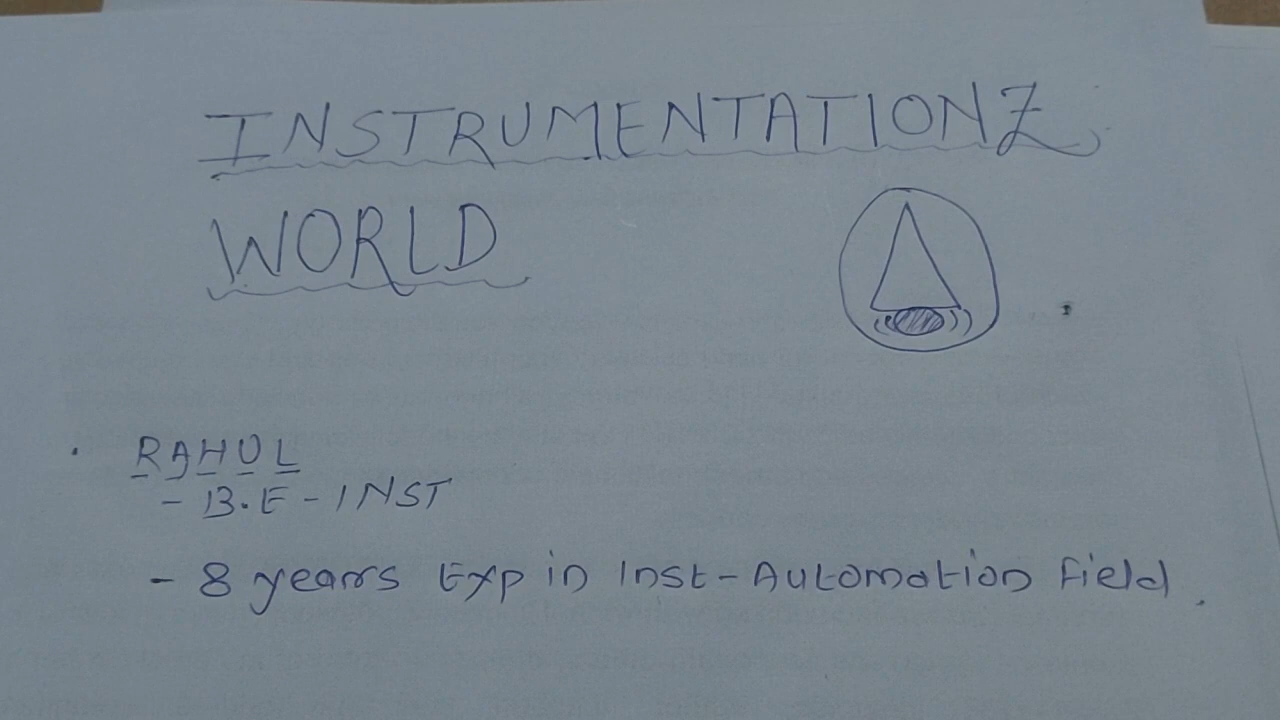 INSTRUMENTATIONZ
WORLD
. RAHUL
- B.E - INST
- 8 years Exp in Inst-Automation Field.